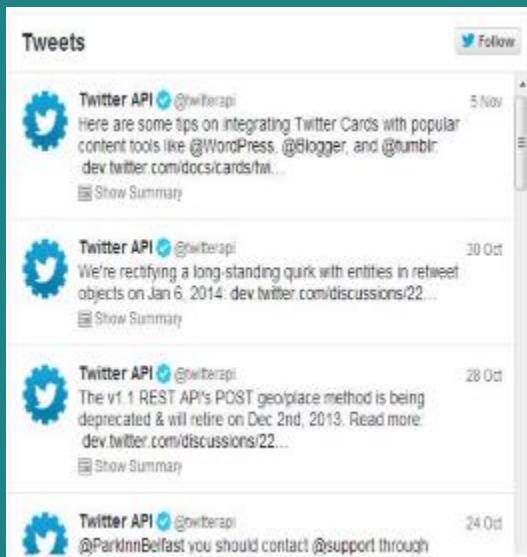 Tweets
Follow
Twitter API @twitterapi 5 Nov
Here are some tips on integrating Twitter Cards with popular
content tools like @WordPress, @Blogger, and @tumblr:
dev.twitter.com/docs/cards/twi...
Show Summary
Twitter API @twitterapi 30 Oct
We're rectifying a long-standing quirk with entities in retweet
objects on Jan 6, 2014: dev.twitter.com/discussions/22...
Show Summary
Twitter API @twitterapi 28 Oct
The v1.1 REST API's POST geo/place method is being
deprecated & will retire on Dec 2nd, 2013. Read more:
dev.twitter.com/discussions/22...
Show Summary
Twitter API @twitterapi 24 Oct
@ParkInnBelfast you should contact @support through